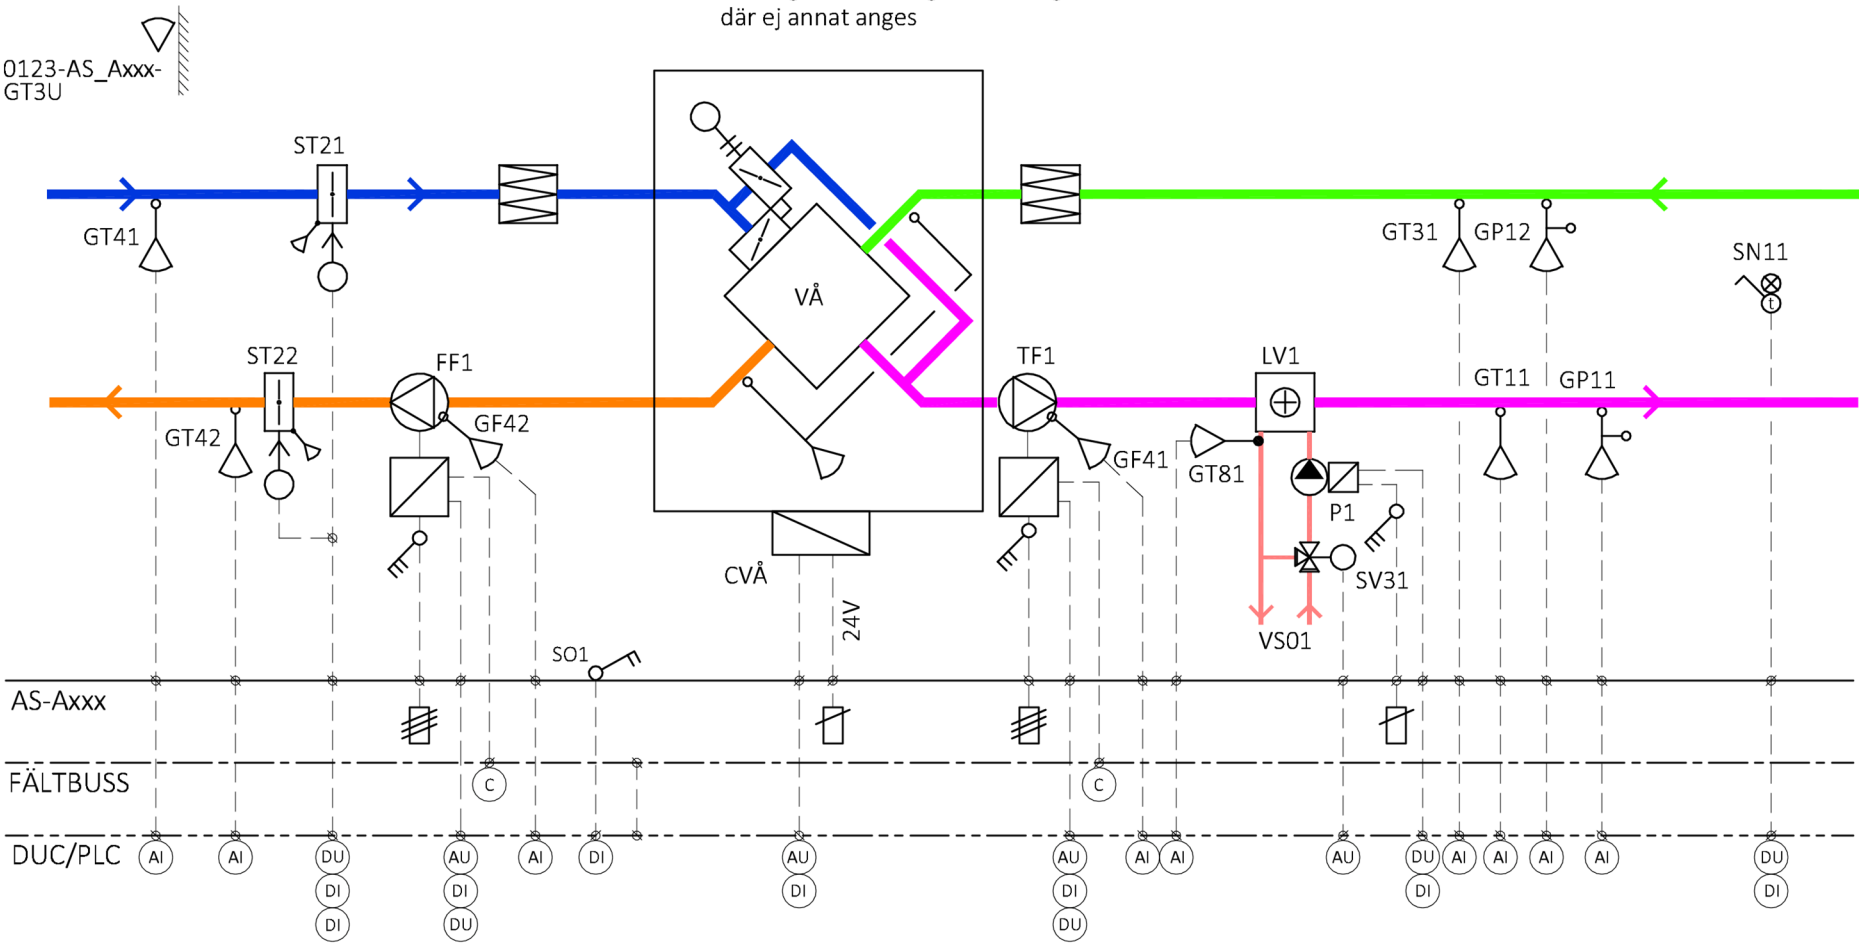 där ej annat anges
0123-AS_Axxx-
GT3U
ST21
GT41
GT31
GP12
SN11
t
VÅ
ST22
FF1
TF1
LV1
GT42
GF42
GT11
GP11
GF41
GT81
P1
CVÅ
SV31
24V
VS01
SO1
AS-Axxx
FÄLTBUSS
C
C
DUC/PLC
AI
AI
DU
AU
AI
DI
AU
AU
AI
AI
AU
DU
AI
AI
AI
AI
DU
DI
DI
DI
DI
DI
DI
DI
DU
DU